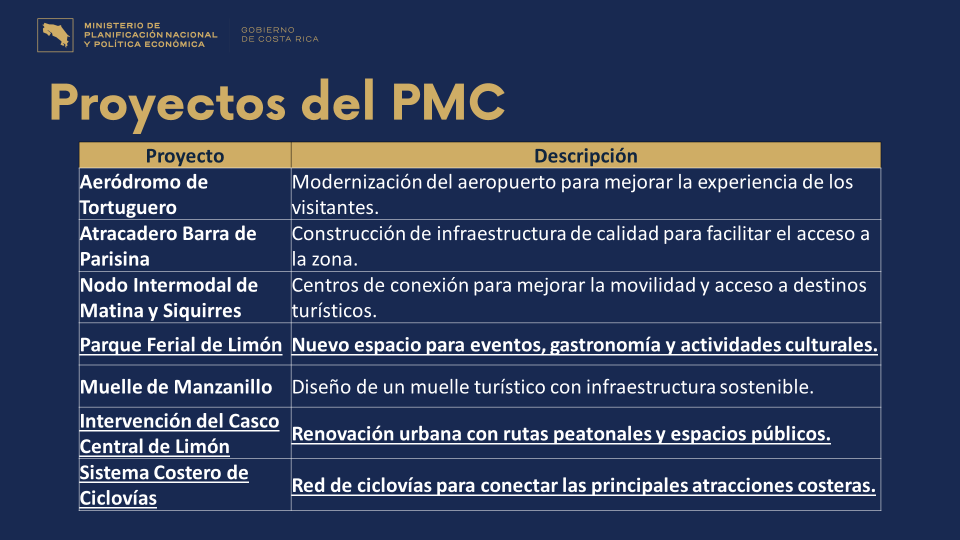 MINISTERIO DE
PLANIFICACIÓN NACIONAL
Y POLÍTICA ECONÓMICA
GOBIERNO
DE COSTA RICA
Proyectos del PMC
Proyecto
Descripción
Aeródromo de
Tortuguero
Modernización del aeropuerto para mejorar la experiencia de los
visitantes.
Atracadero Barra de
Parisina
Construcción de infraestructura de calidad para facilitar el acceso a
la zona.
Nodo Intermodal de
Matina y Siquirres
Centros de conexión para mejorar la movilidad y acceso a destinos
turísticos.
Parque Ferial de Limón
Nuevo espacio para eventos, gastronomía y actividades culturales.
Muelle de Manzanillo
Diseño de un muelle turístico con infraestructura sostenible.
Intervención del Casco
Central de Limón
Renovación urbana con rutas peatonales y espacios públicos.
Sistema Costero de
Ciclovías
Red de ciclovías para conectar las principales atracciones costeras.